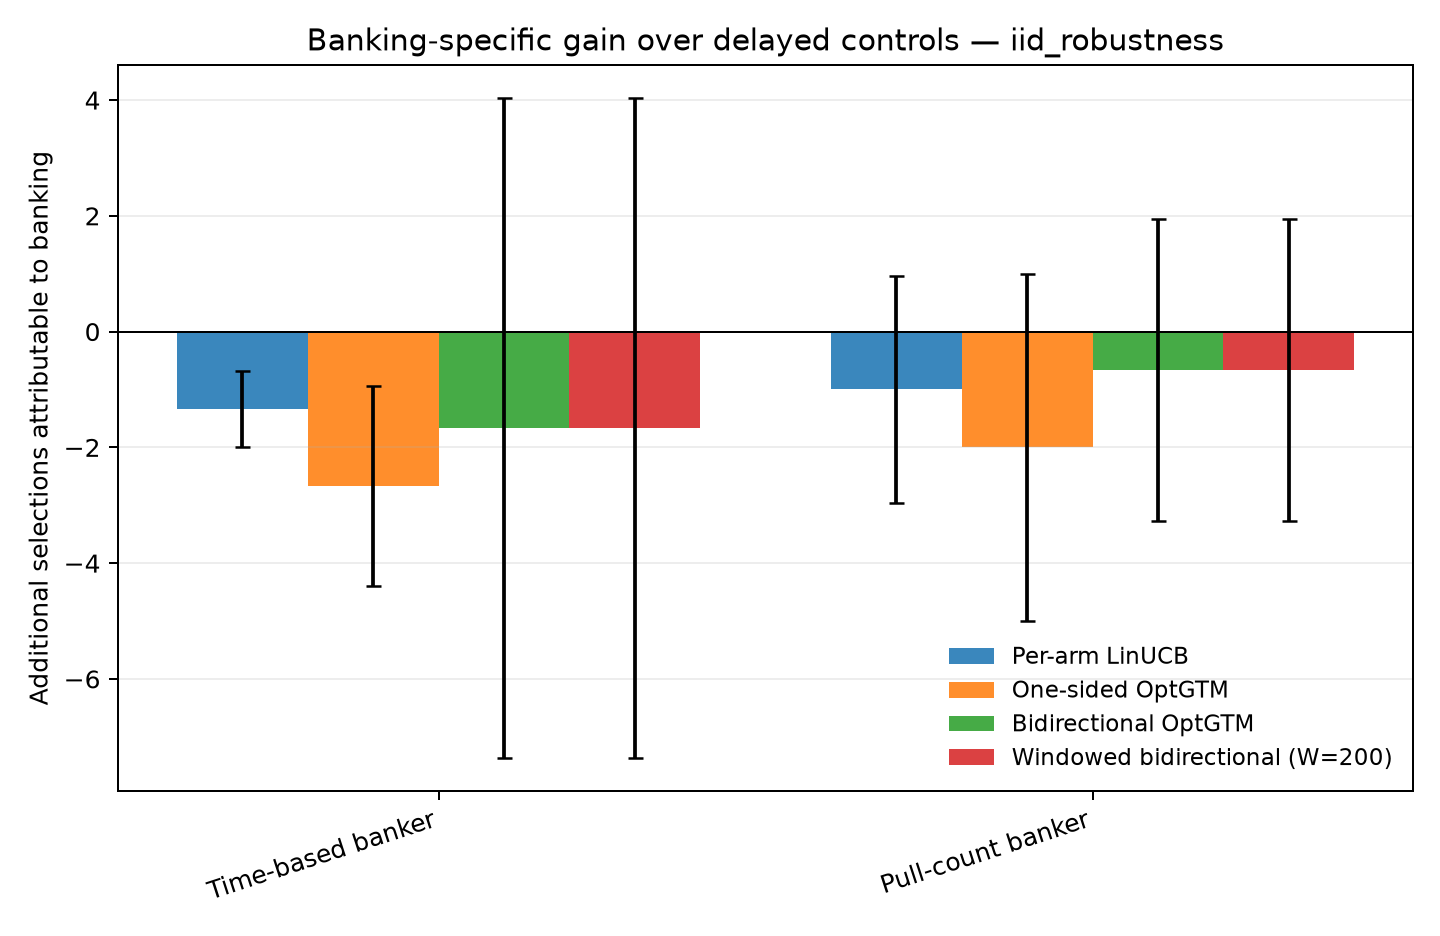 Banking-specific gain over delayed controls — iid_robustness
Additional selections attributable to banking
4
2
0
−2
−4
−6
Per-arm LinUCB
One-sided OptGTM
Bidirectional OptGTM
Windowed bidirectional (W=200)
Time-based banker
Pull-count banker